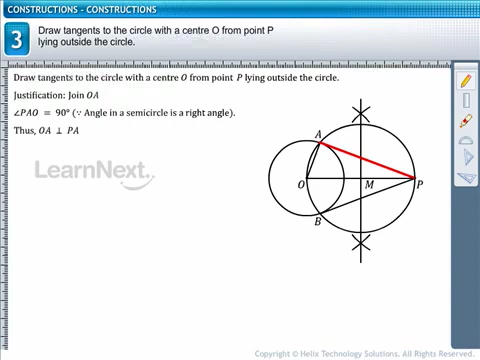 CONSTRUCTIONS - CONSTRUCTIONS
3
Draw tangents to the circle with a centre O from point P
lying outside the circle.
Draw tangents to the circle with a centre O from point P lying outside the circle.
Justification: Join OA
∠PAO = 90° (∵ Angle in a semicircle is a right angle).
Thus, OA ⊥ PA
LearnNext.
A
O
M
P
B
Copyright © Helix Technology Solutions. All Rights Reserved.